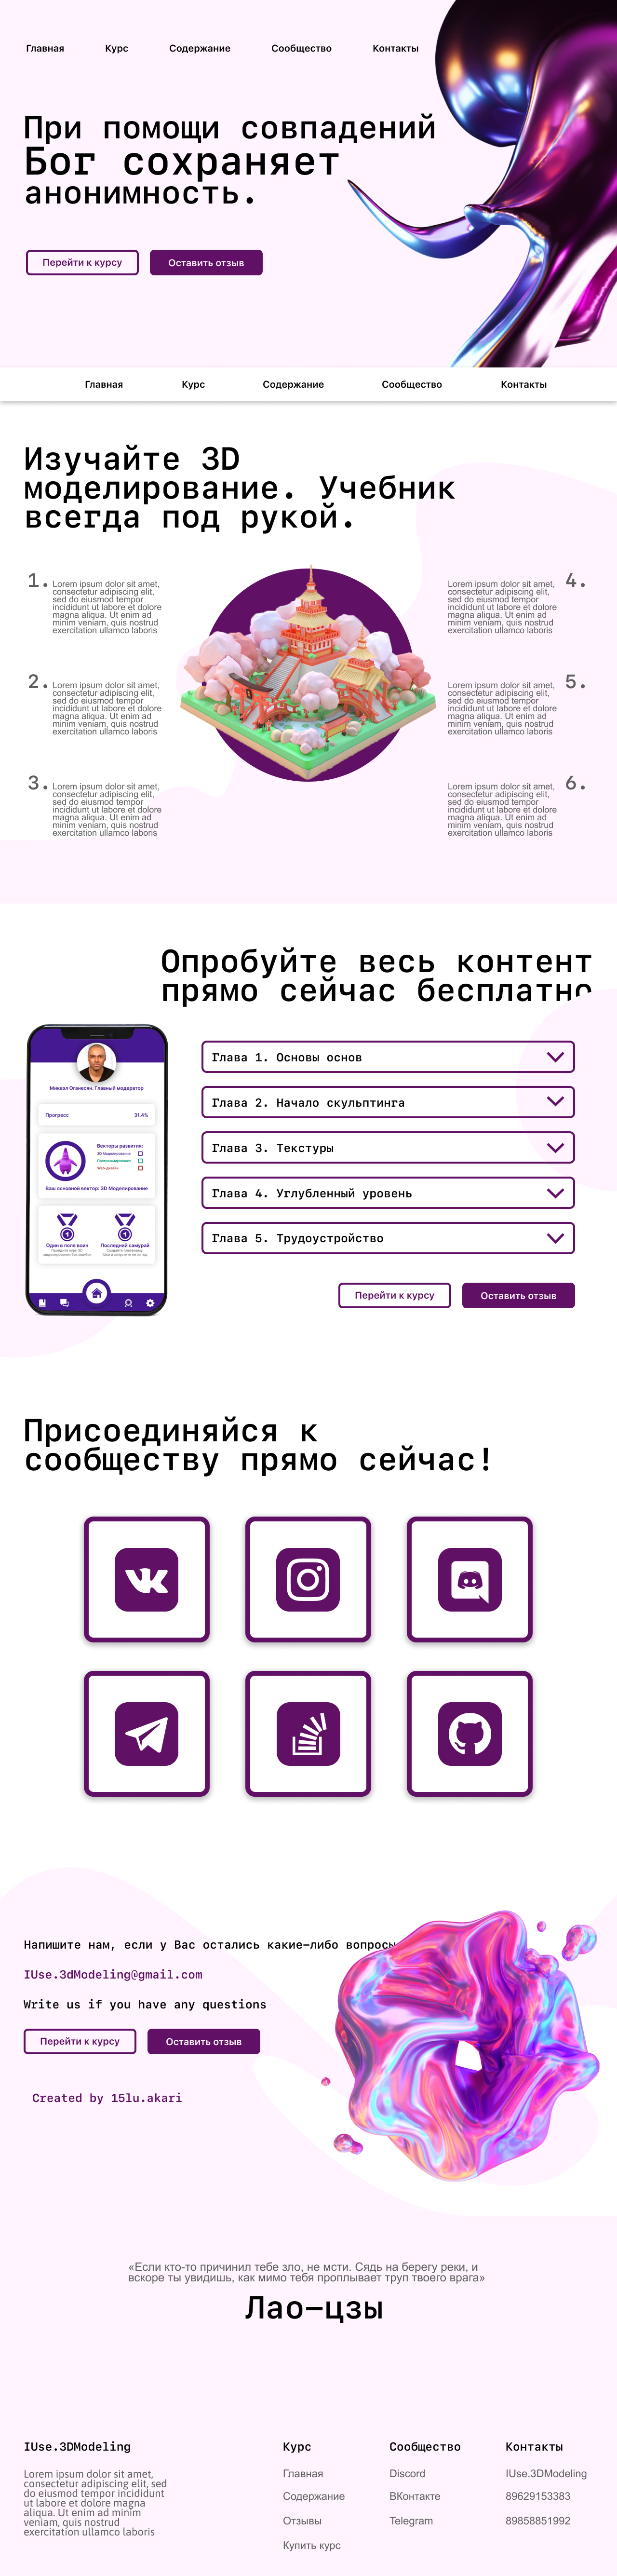 Главная Курс Содержание Сообщество Контакты
При помощи совпадений
Бог сохраняет
анонимность.
Перейти к курсу Оставить отзыв
Главная Курс Содержание Сообщество Контакты
Изучайте 3D
моделирование. Учебник
всегда под рукой.
1.
Lorem ipsum dolor sit amet,
consectetur adipiscing elit,
sed do eiusmod tempor
incididunt ut labore et dolore
magna aliqua. Ut enim ad
minim veniam, quis nostrud
exercitation ullamco laboris
2.
Lorem ipsum dolor sit amet,
consectetur adipiscing elit,
sed do eiusmod tempor
incididunt ut labore et dolore
magna aliqua. Ut enim ad
minim veniam, quis nostrud
exercitation ullamco laboris
3.
Lorem ipsum dolor sit amet,
consectetur adipiscing elit,
sed do eiusmod tempor
incididunt ut labore et dolore
magna aliqua. Ut enim ad
minim veniam, quis nostrud
exercitation ullamco laboris
4.
Lorem ipsum dolor sit amet,
consectetur adipiscing elit,
sed do eiusmod tempor
incididunt ut labore et dolore
magna aliqua. Ut enim ad
minim veniam, quis nostrud
exercitation ullamco laboris
5.
Lorem ipsum dolor sit amet,
consectetur adipiscing elit,
sed do eiusmod tempor
incididunt ut labore et dolore
magna aliqua. Ut enim ad
minim veniam, quis nostrud
exercitation ullamco laboris
6.
Lorem ipsum dolor sit amet,
consectetur adipiscing elit,
sed do eiusmod tempor
incididunt ut labore et dolore
magna aliqua. Ut enim ad
minim veniam, quis nostrud
exercitation ullamco laboris
Опробуйте весь контент
прямо сейчас бесплатно
Микаэл Оганесян. Главный модератор
Прогресс 31.4%
Векторы развития:
3D Моделирование
Программирование
Web-дизайн
Ваш основной вектор: 3D Моделирование
1 1
Один в поле воин Последний самурай
Глава 1. Основы основ
Глава 2. Начало скульптинга
Глава 3. Текстуры
Глава 4. Углубленный уровень
Глава 5. Трудоустройство
Перейти к курсу Оставить отзыв
Присоединяйся к
сообществу прямо сейчас!
Напишите нам, если у Вас остались какие-либо вопросы
IUse.3dModeling@gmail.com
Write us if you have any questions
Перейти к курсу Оставить отзыв
Created by 15lu.akari
«Если кто-то причинил тебе зло, не мсти. Сядь на берегу реки, и
вскоре ты увидишь, как мимо тебя проплывает труп твоего врага»
Лао-цзы
IUse.3DModeling
Lorem ipsum dolor sit amet,
consectetur adipiscing elit, sed
do eiusmod tempor incididunt
ut labore et dolore magna
aliqua. Ut enim ad minim
veniam, quis nostrud
exercitation ullamco laboris
Курс
Главная
Содержание
Отзывы
Купить курс
Сообщество
Discord
ВКонтакте
Telegram
Контакты
IUse.3DModeling
89629153383
89858851992